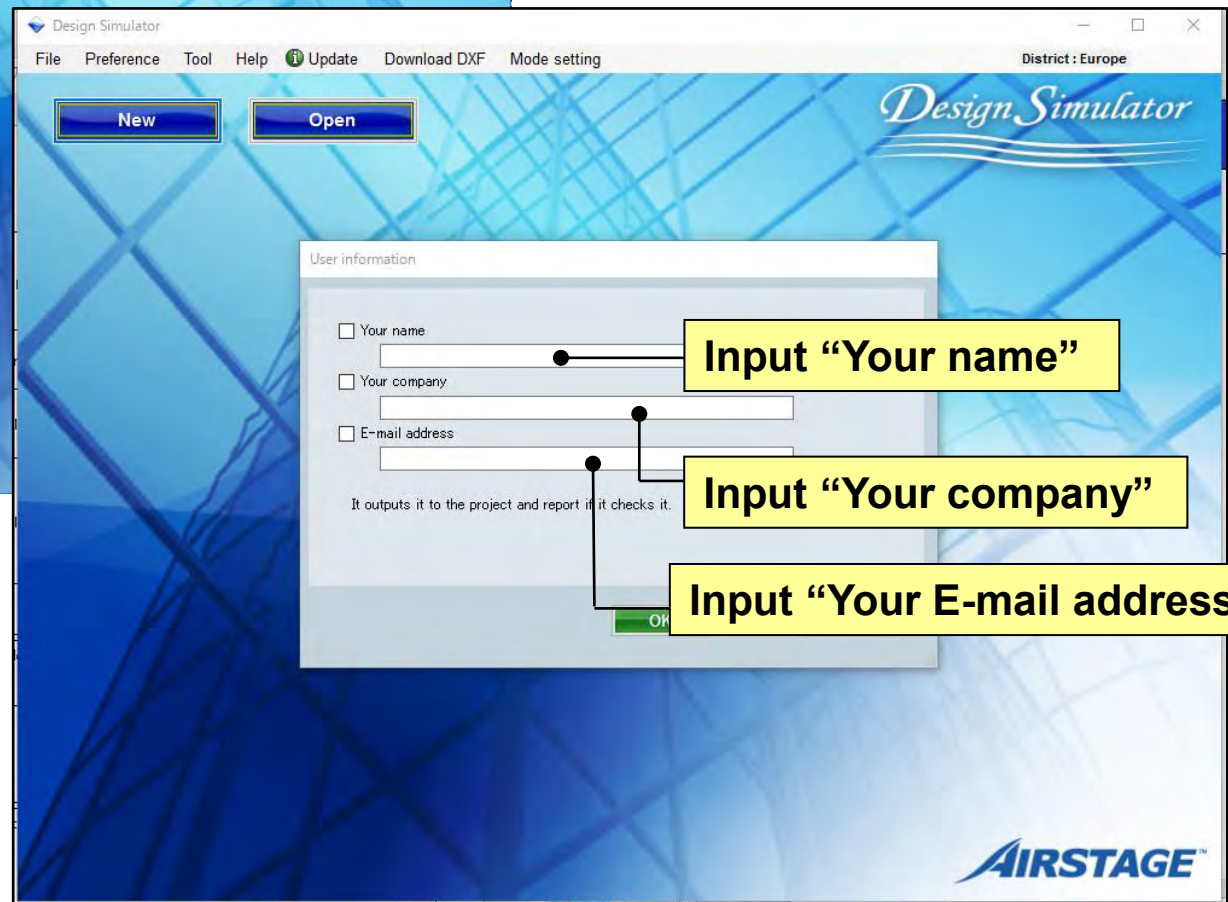 Design Simulator
File Preference Tool Help Update Download DXF Mode setting District : Europe
New Open Design Simulator
User information
Your name
Input “Your name”
Your company
E-mail address
Input “Your company”
It outputs it to the project and report if it checks it.
Input “Your E-mail address
OK
AIRSTAGE™